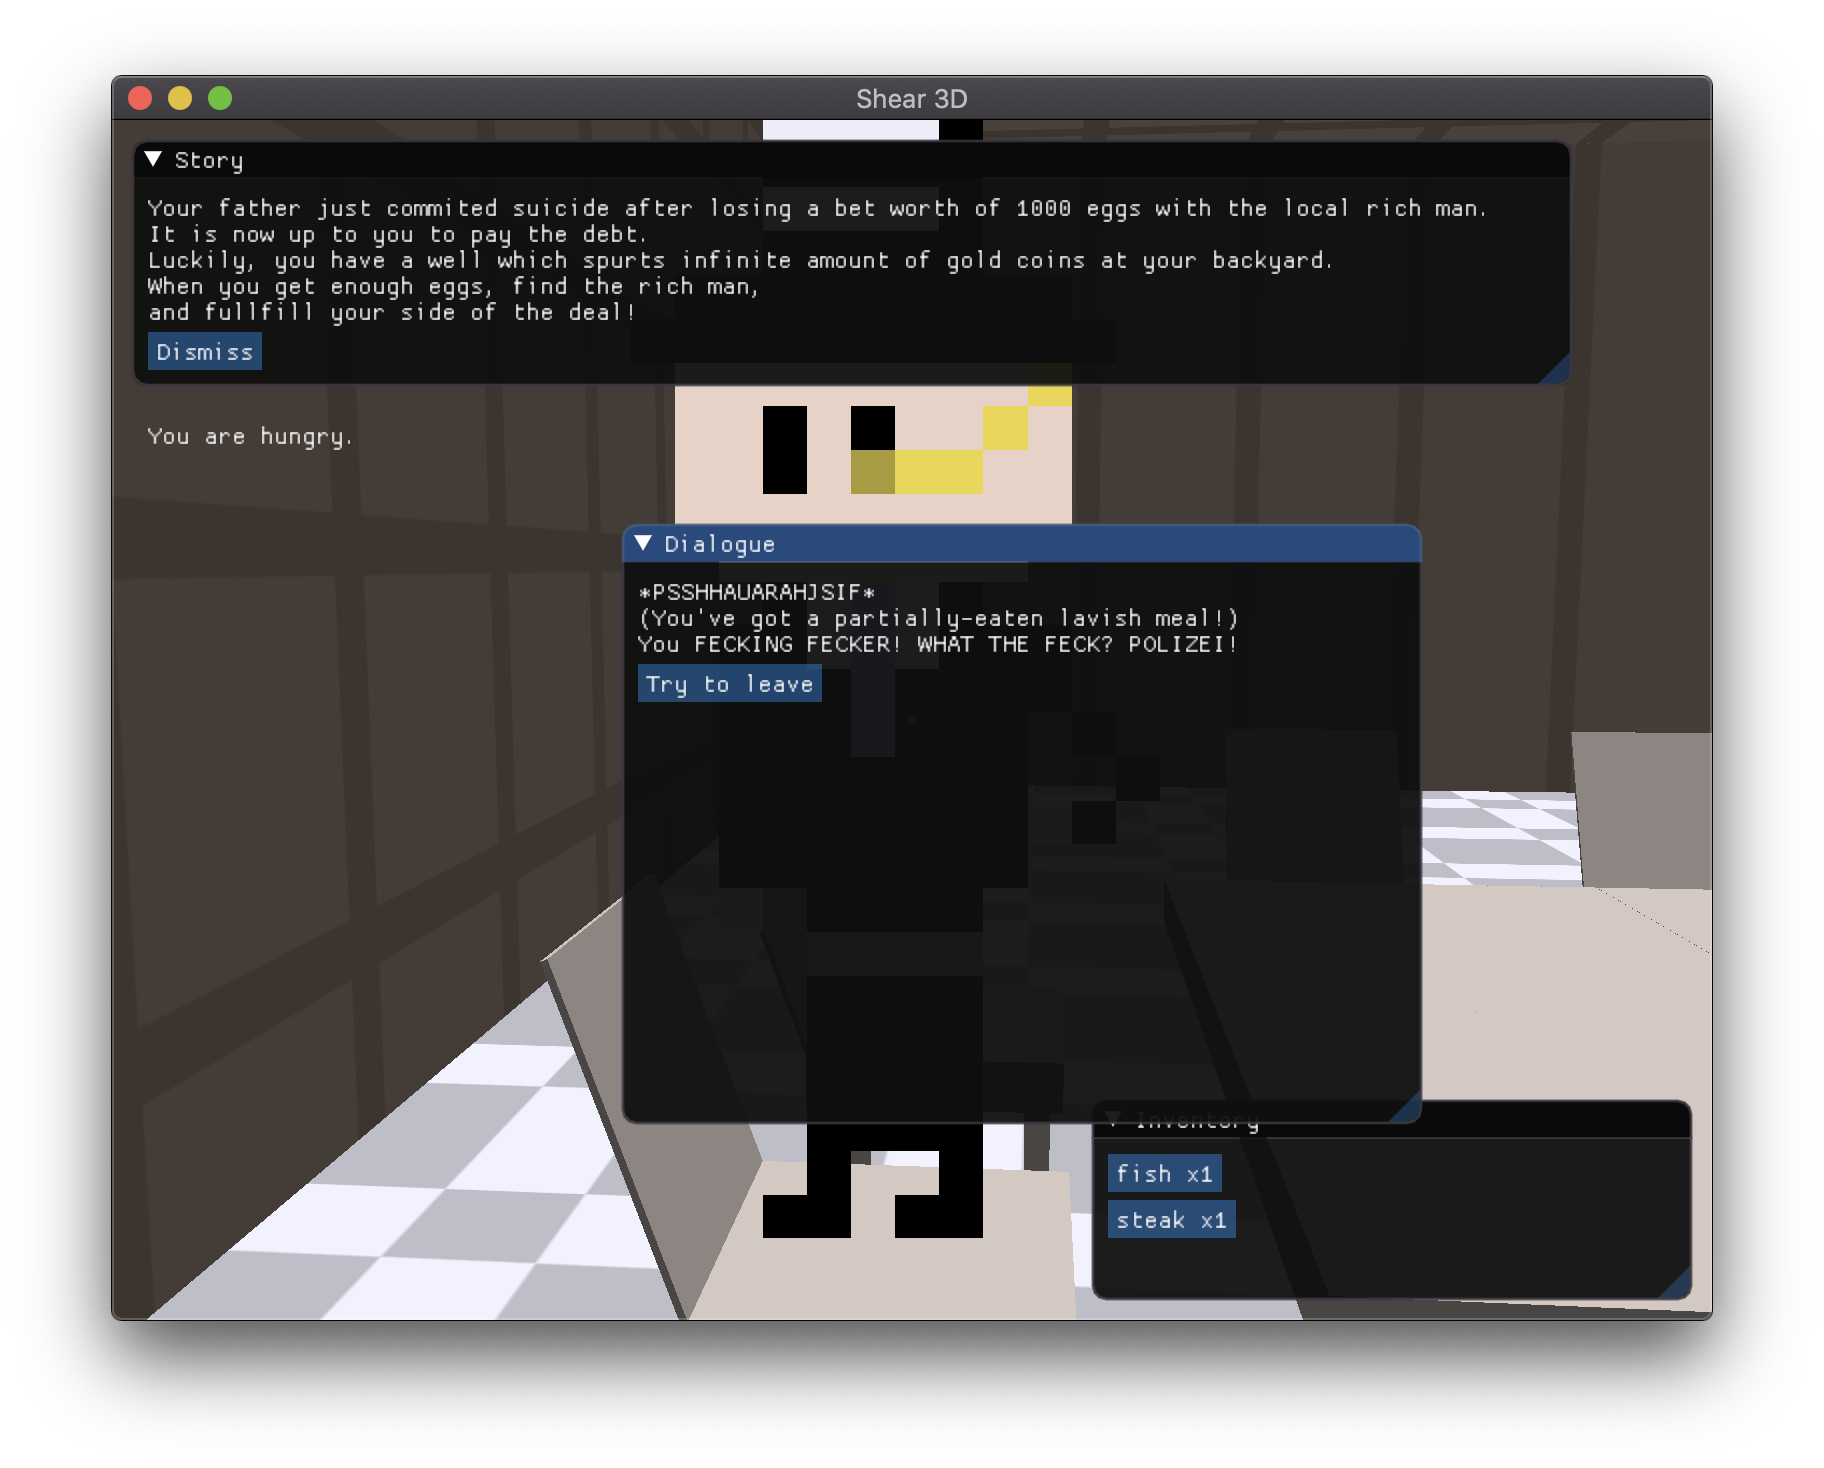 Shear 3D
Story
Your father just commited suicide after losing a bet worth of 1000 eggs with the local rich man.
It is now up to you to pay the debt.
Luckily, you have a well which spurts infinite amount of gold coins at your backyard.
When you get enough eggs, find the rich man,
and fullfill your side of the deal!
Dismiss
You are hungry.
Dialogue
*PSSHHAUARAHJSIF*
(You've got a partially-eaten lavish meal!)
You FECKING FECKER! WHAT THE FECK? POLIZEI!
Try to leave
Inventory
fish x1
steak x1